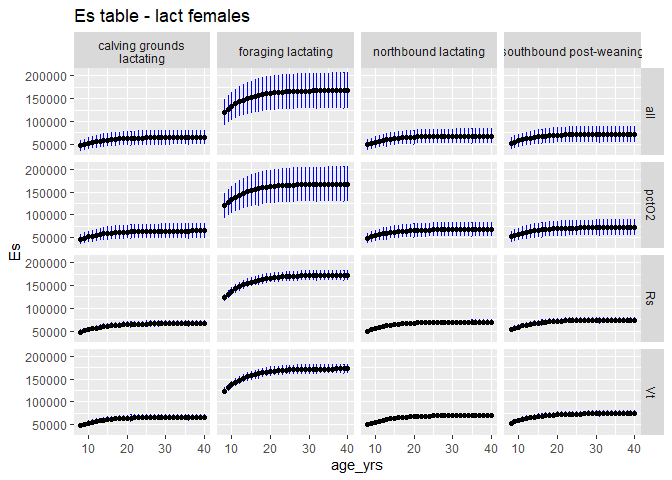 Es table - lact females
calving grounds
lactating
foraging lactating
northbound lactating
southbound post-weaning
200000
150000
100000
50000
all
200000
150000
100000
50000
pctO2
200000
150000
100000
50000
Rs
200000
150000
100000
50000
Vt
Es
10 20 30 40
10 20 30 40
10 20 30 40
10 20 30 40
age_yrs